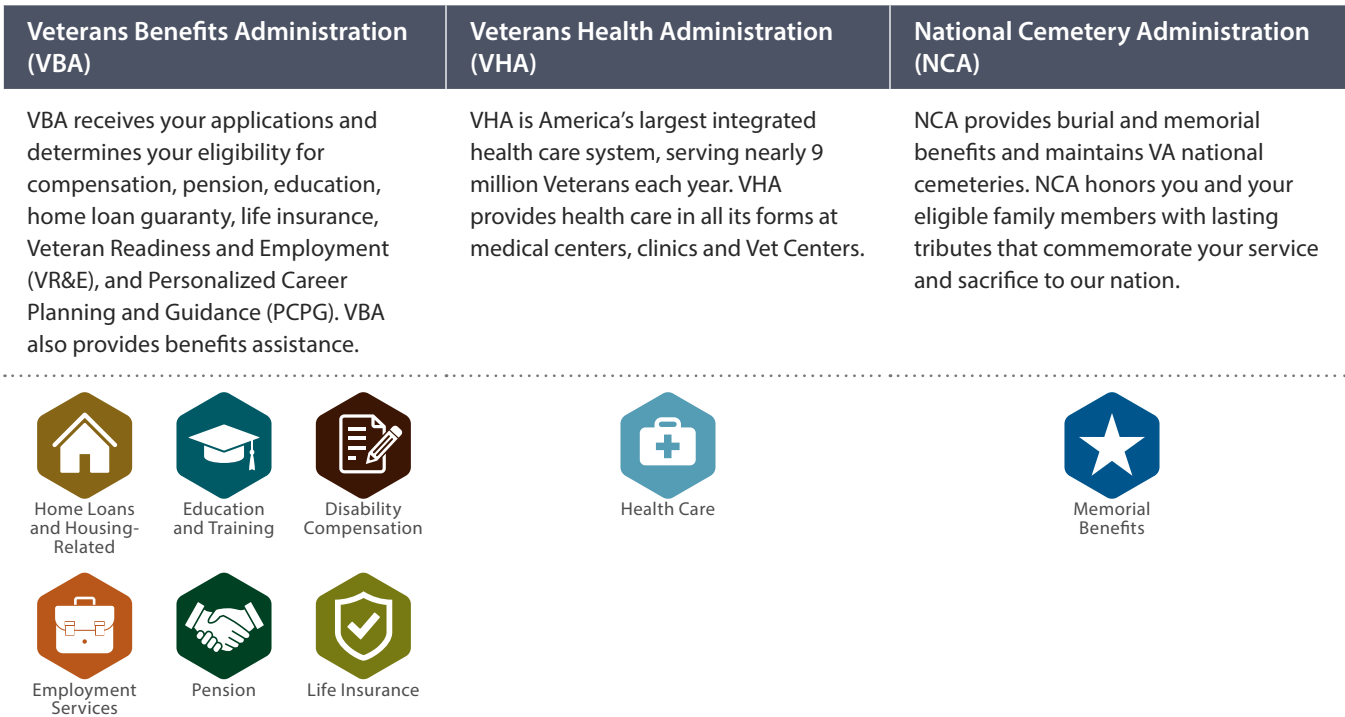 Veterans Benefits Administration
(VBA)
VBA receives your applications and
determines your eligibility for
compensation, pension, education,
home loan guaranty, life insurance,
Veteran Readiness and Employment
(VR&E), and Personalized Career
Planning and Guidance (PCPG). VBA
also provides benefits assistance.
Home Loans
and Housing-
Related
Education
and Training
Disability
Compensation
Employment
Services
Pension
Life Insurance
Veterans Health Administration
(VHA)
VHA is America’s largest integrated
health care system, serving nearly 9
million Veterans each year. VHA
provides health care in all its forms at
medical centers, clinics and Vet Centers.
Health Care
National Cemetery Administration
(NCA)
NCA provides burial and memorial
benefits and maintains VA national
cemeteries. NCA honors you and your
eligible family members with lasting
tributes that commemorate your service
and sacrifice to our nation.
Memorial
Benefits